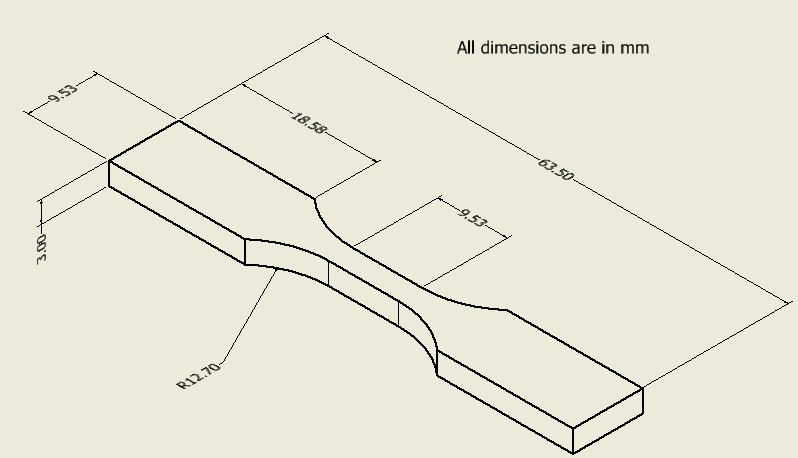 All dimensions are in mm
9.53
18.58
63.50
9.53
3.00
R12.70